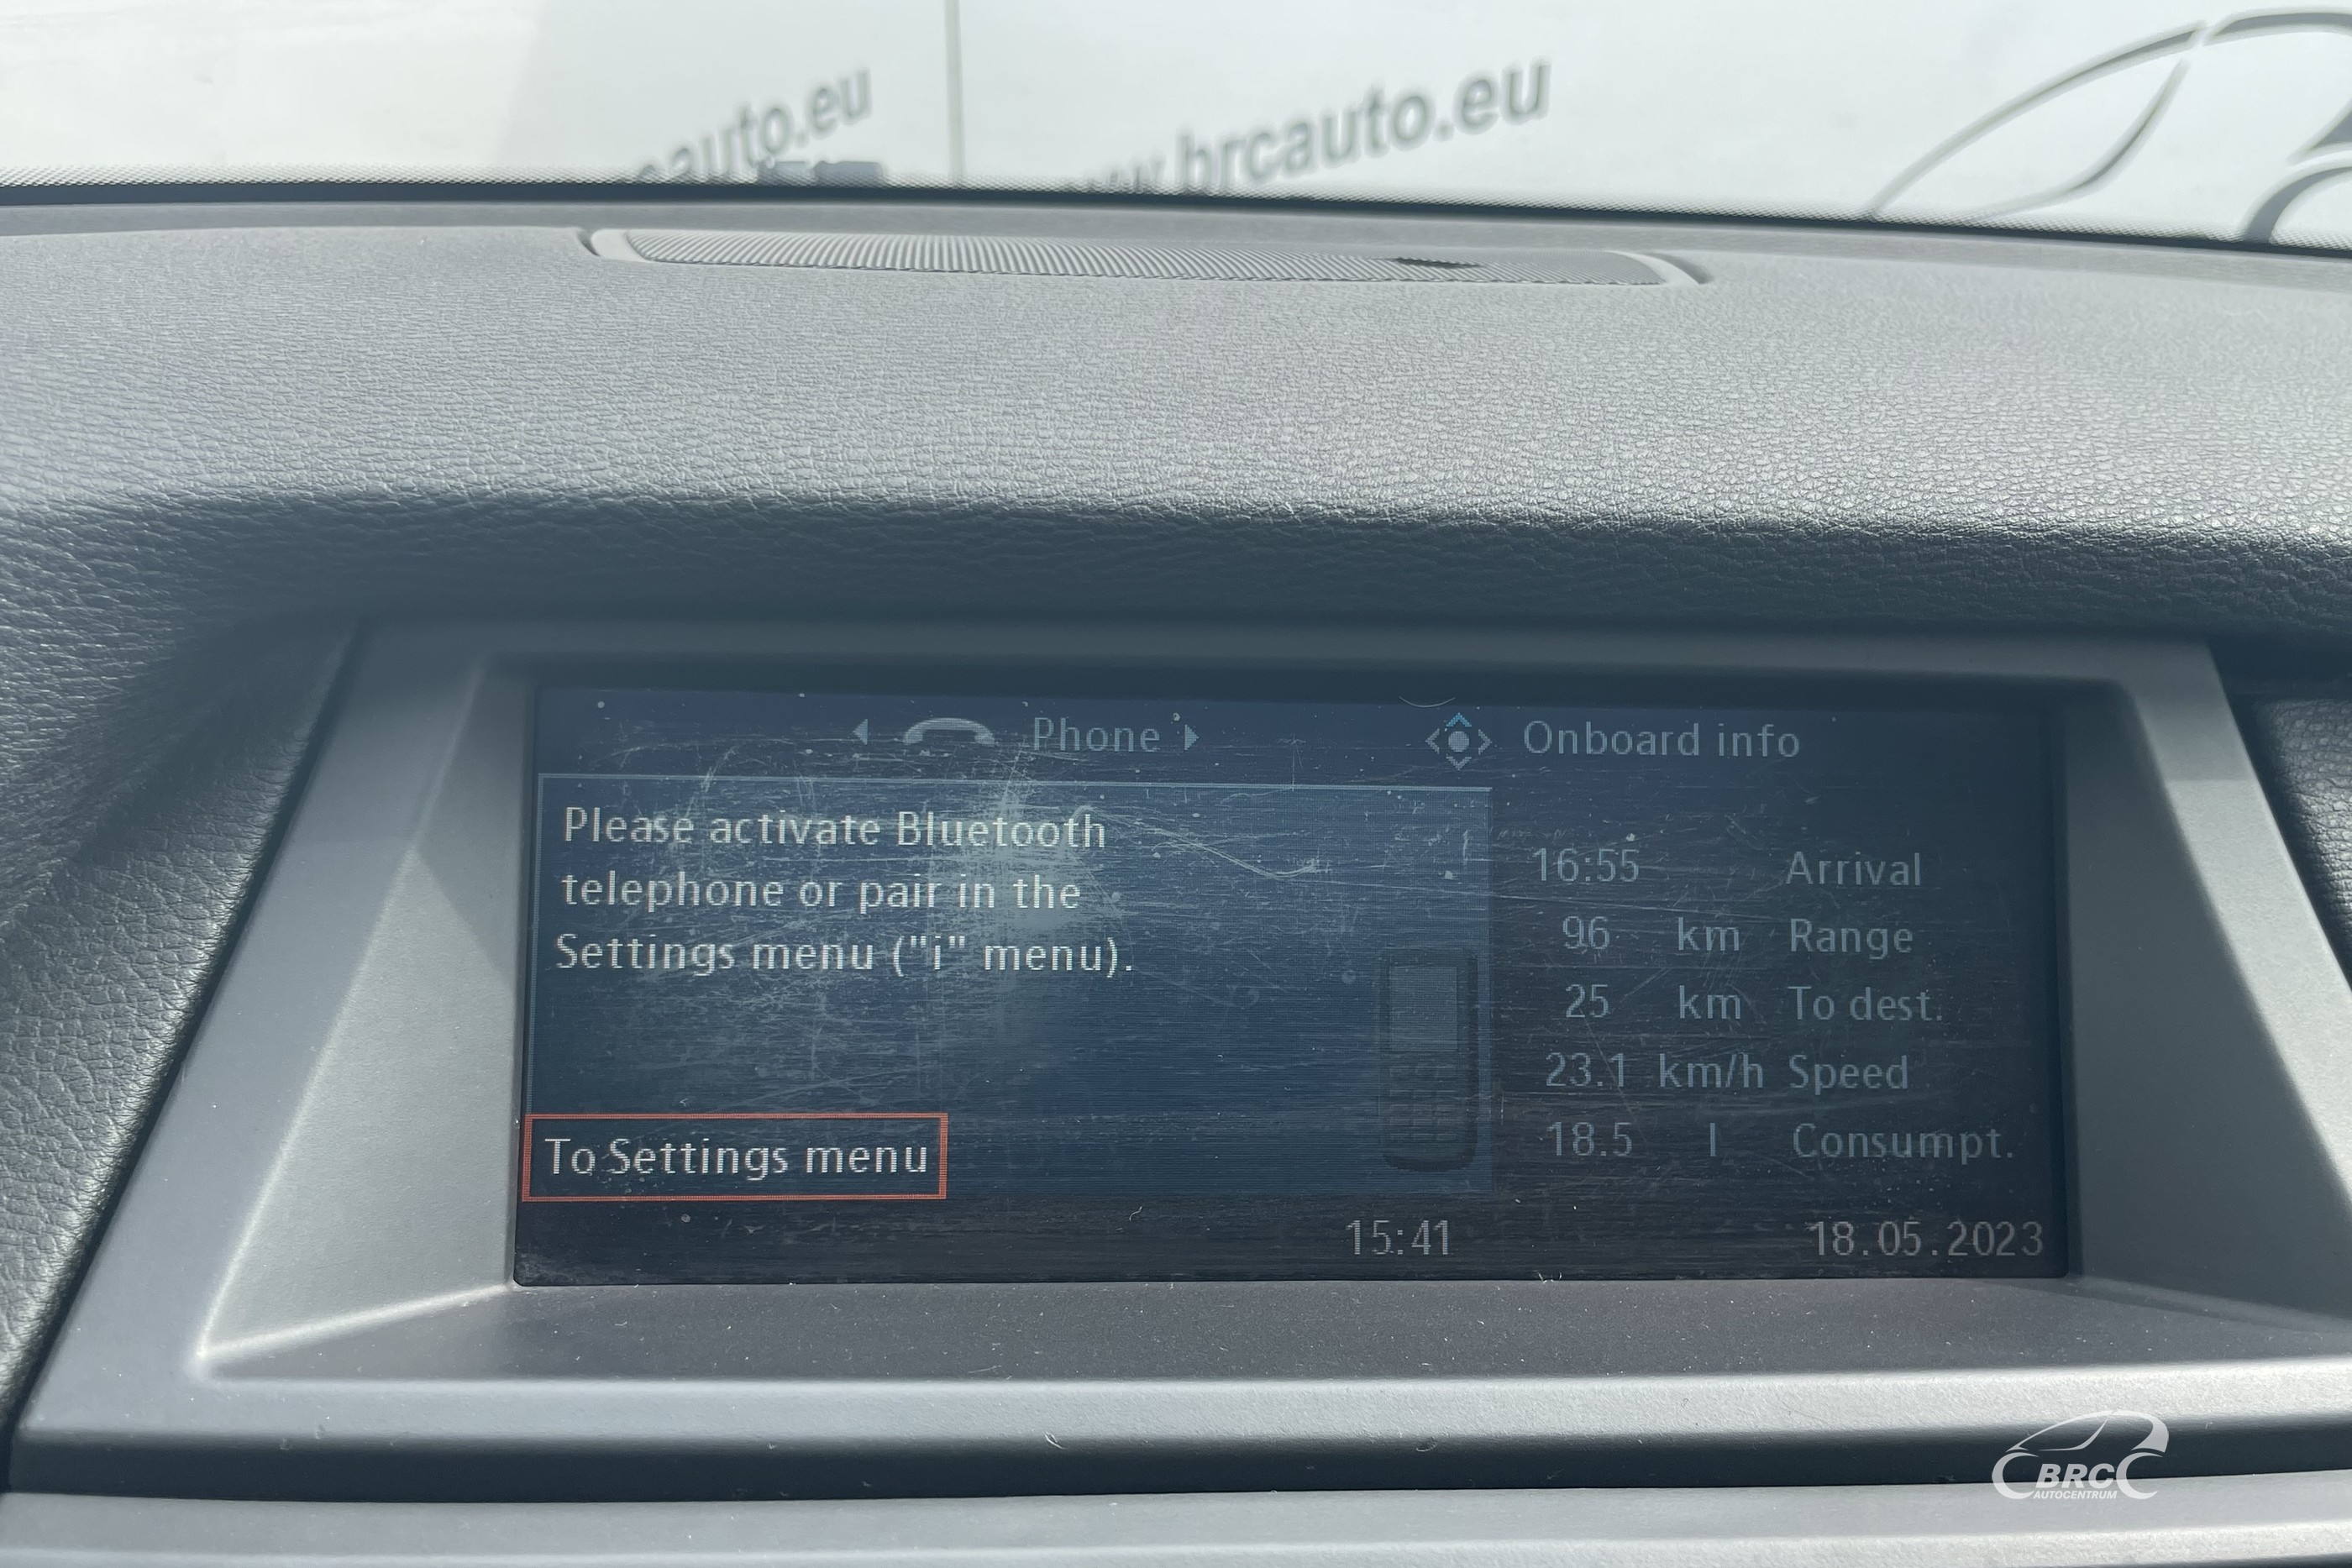 auto.eu
www.brcauto.eu
Phone
Onboard info
Please activate Bluetooth
telephone or pair in the
Settings menu ("i" menu).
To Settings menu
16:55 Arrival
96 km Range
25 km To dest.
23.1 km/h Speed
18.5 l Consumpt.
15:41
18.05.2023
BRC
AUTOCENTRUM